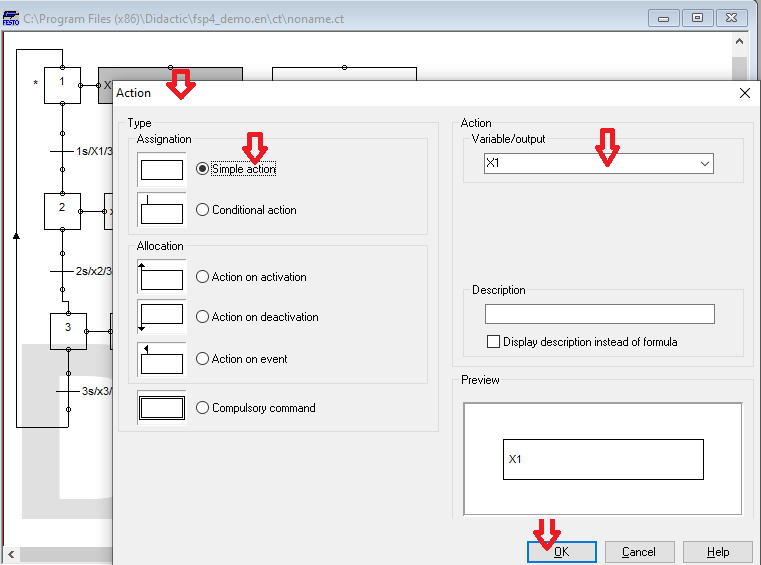 FESTO
C:\Program Files (x86)\Didactic\fsp4_demo.en\ct\noname.ct
* 1 X
Action
Type
Action
Assignation
Variable/output
Simple action
X1
Conditional action
1s/X1/3
2
Allocation
Action on activation
2s/x2/3
Description
Action on deactivation
3
Display description instead of formula
Action on event
Preview
3s/x3/
Compulsory command
X1
OK
Cancel
Help